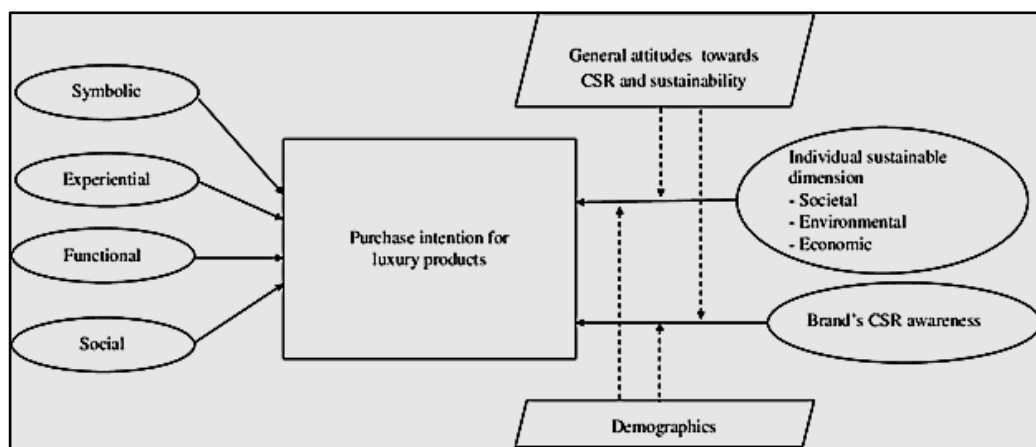 Symbolic
Experiential
Functional
Social
Purchase intention for
luxury products
General attitudes towards
CSR and sustainability
Individual sustainable
dimension
- Societal
- Environmental
- Economic
Brand's CSR awareness
Demographics